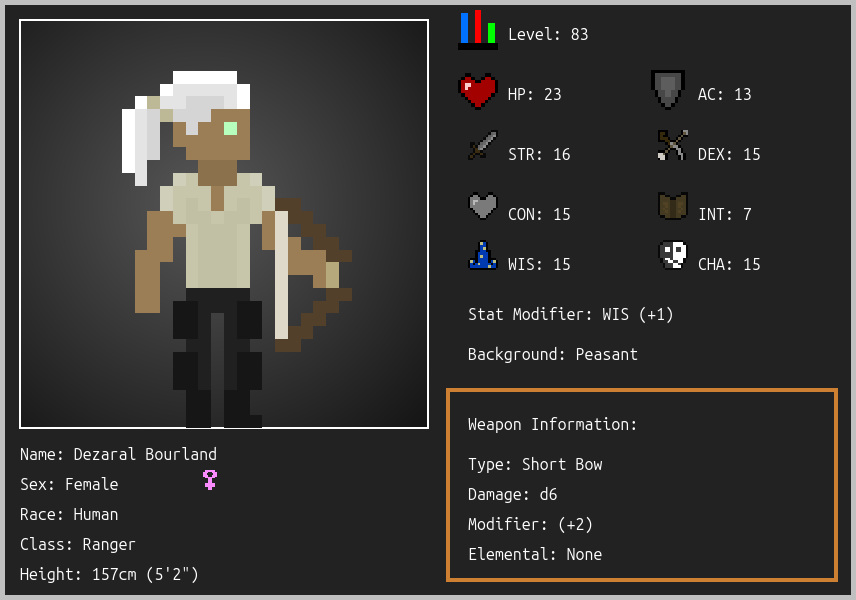 Level: 83
HP: 23
AC: 13
STR: 16
DEX: 15
CON: 15
INT: 7
WIS: 15
CHA: 15
Stat Modifier: WIS (+1)
Background: Peasant
Weapon Information:
Type: Short Bow
Damage: d6
Modifier: (+2)
Elemental: None
Name: Dezaral Bourland
Sex: Female
Race: Human
Class: Ranger
Height: 157cm (5'2")